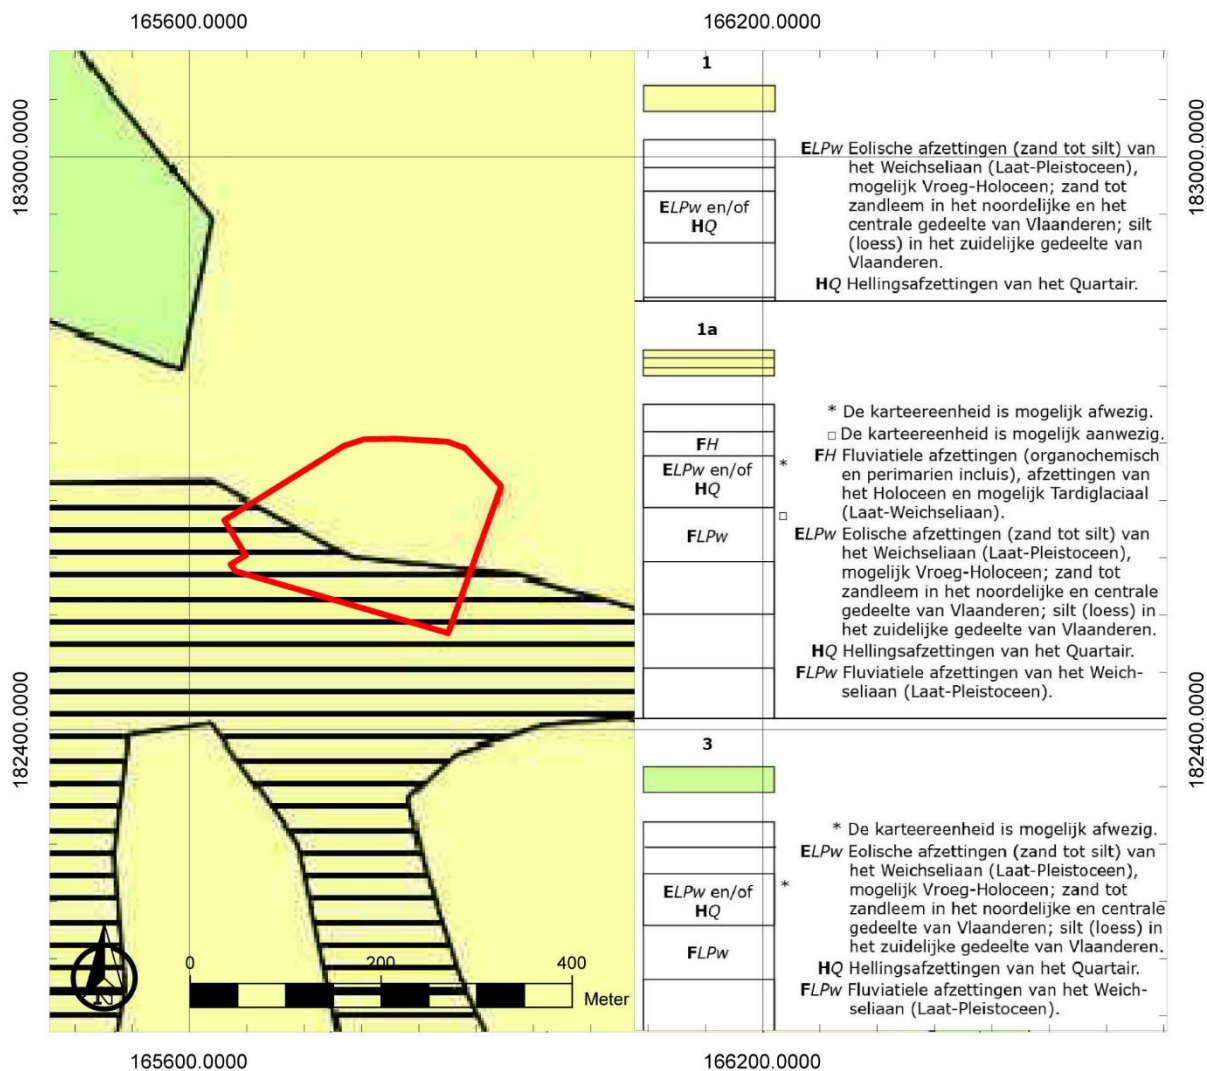 165600.0000
166200.0000
183000.0000
183000.0000
182400.0000
182400.0000
1
ELPw en/of
HQ
ELPw Eolische afzettingen (zand tot silt) van
het Weichseliaan (Laat-Pleistoceen),
mogelijk Vroeg-Holoceen; zand tot
zandleem in het noordelijke en het
centrale gedeelte van Vlaanderen; silt
(loess) in het zuidelijke gedeelte van
Vlaanderen.
HQ Hellingsafzettingen van het Quartair.
1a
FH
ELPw en/of
HQ
*
□
FLPw
* De karteereenheid is mogelijk afwezig.
□ De karteereenheid is mogelijk aanwezig.
FH Fluviatiele afzettingen (organochemisch
en perimarien incluis), afzettingen van
het Holoceen en mogelijk Tardiglaciaal
(Laat-Weichseliaan).
ELPw Eolische afzettingen (zand tot silt) van
het Weichseliaan (Laat-Pleistoceen),
mogelijk Vroeg-Holoceen; zand tot
zandleem in het noordelijke en centrale
gedeelte van Vlaanderen; silt (loess) in
het zuidelijke gedeelte van Vlaanderen.
HQ Hellingsafzettingen van het Quartair.
FLPw Fluviatiele afzettingen van het Weich-
seliaan (Laat-Pleistoceen).
3
ELPw en/of
HQ
*
FLPw
* De karteereenheid is mogelijk afwezig.
ELPw Eolische afzettingen (zand tot silt) van
het Weichseliaan (Laat-Pleistoceen),
mogelijk Vroeg-Holoceen; zand tot
zandleem in het noordelijke en centrale
gedeelte van Vlaanderen; silt (loess) in
het zuidelijke gedeelte van Vlaanderen.
HQ Hellingsafzettingen van het Quartair.
FLPw Fluviatiele afzettingen van het Weich-
seliaan (Laat-Pleistoceen).
N
0 200 400
Meter
165600.0000
166200.0000